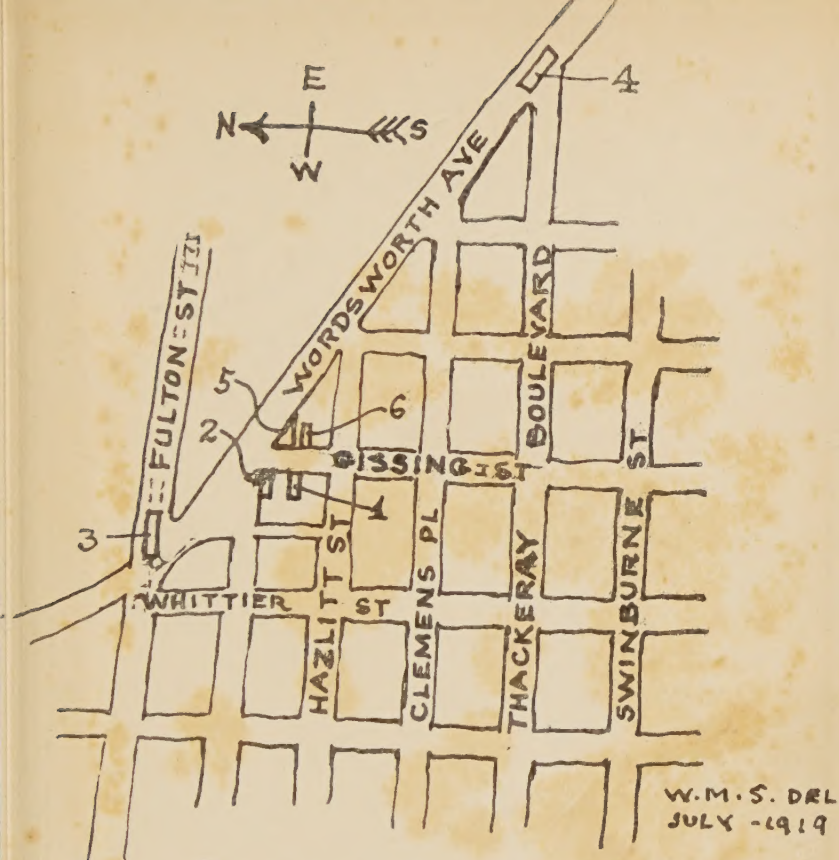 E
N
S
W
4
WORDSWORTH AVE
FULTON ST
BOULEVARD
5
6
2
GISSING ST
1
3
HAZLITT ST
CLEMENS PL
THACKERAY
SWINBURNE ST
WHITTIER ST
W.M.S. DEL
JULY -1919